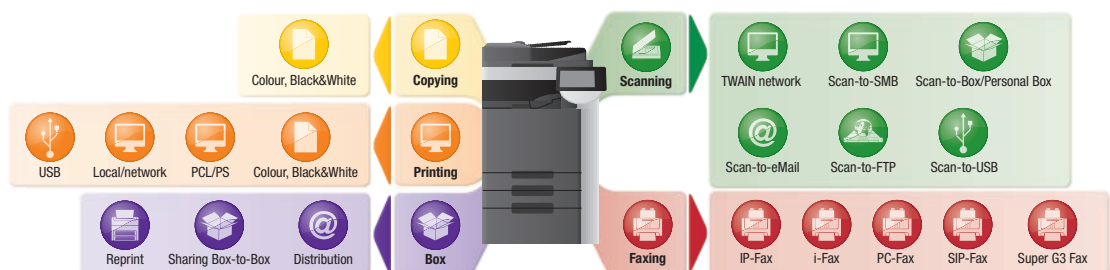 Colour, Black&White
Copying
Scanning
TWAIN network
Scan-to-SMB
Scan-to-Box/Personal Box
USB
Local/network
PCL/PS
Colour, Black&White
Printing
Scan-to-eMail
Scan-to-FTP
Scan-to-USB
Reprint
Sharing Box-to-Box
Distribution
Box
Faxing
IP-Fax
i-Fax
PC-Fax
SIP-Fax
Super G3 Fax